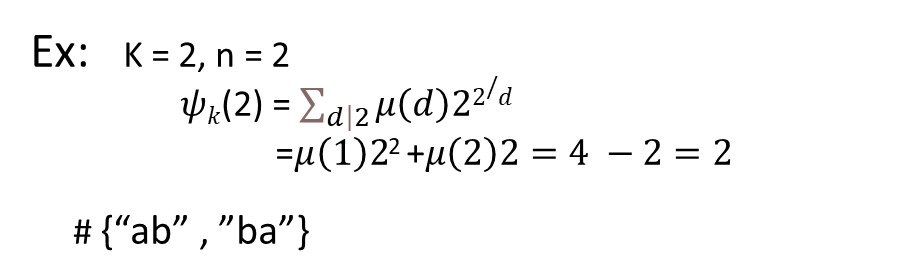 Ex: K = 2, n = 2
ψₖ(2) = ∑d|2 μ(d)2^2/d
=μ(1)2²+μ(2)2 = 4 − 2 = 2
# {“ab” , ”ba”}